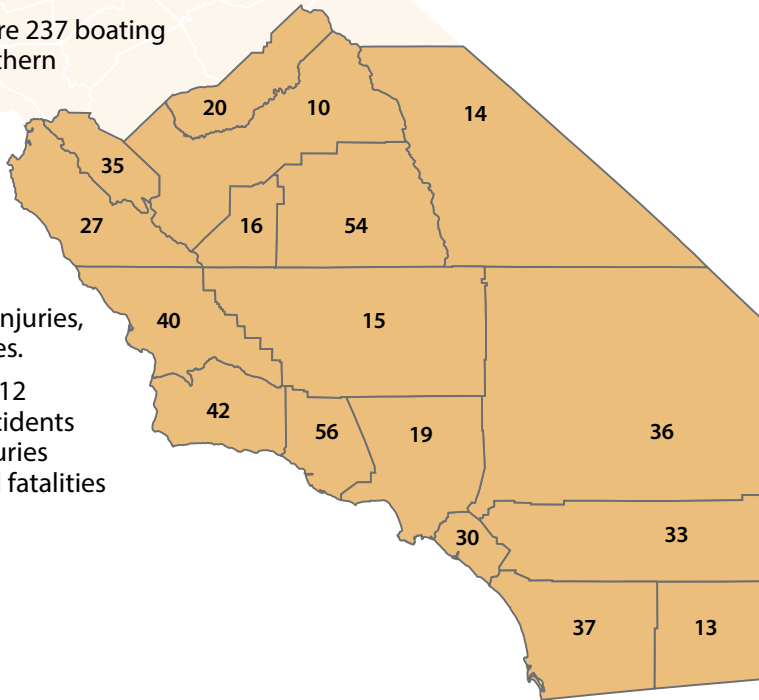 re 237 boating
thern
20
10
14
35
27
16
54
40
15
njuries,
es.
12
42
cidents
56
19
36
uries
fatalities
30
33
37
13